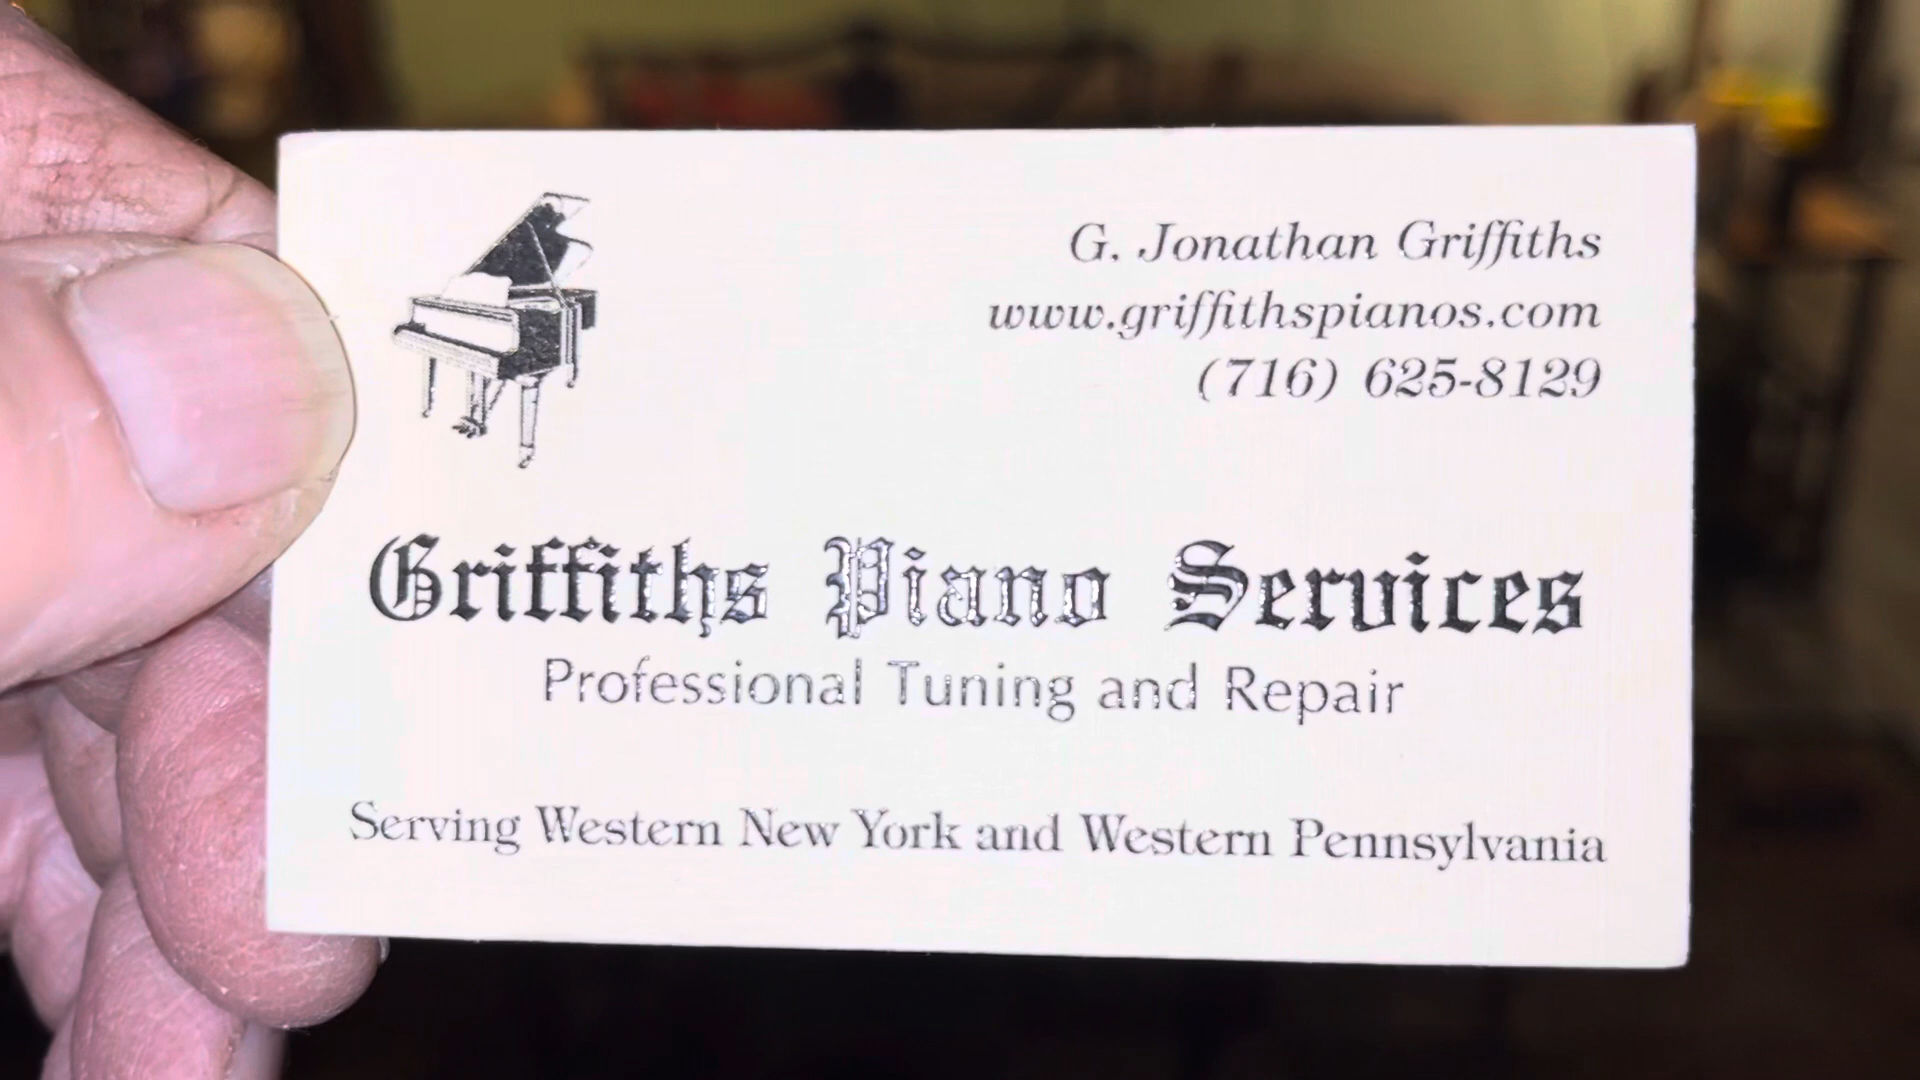 G. Jonathan Griffiths
www.griffithspianos.com
(716) 625-8129
Griffiths Piano Services
Professional Tuning and Repair
Serving Western New York and Western Pennsylvania